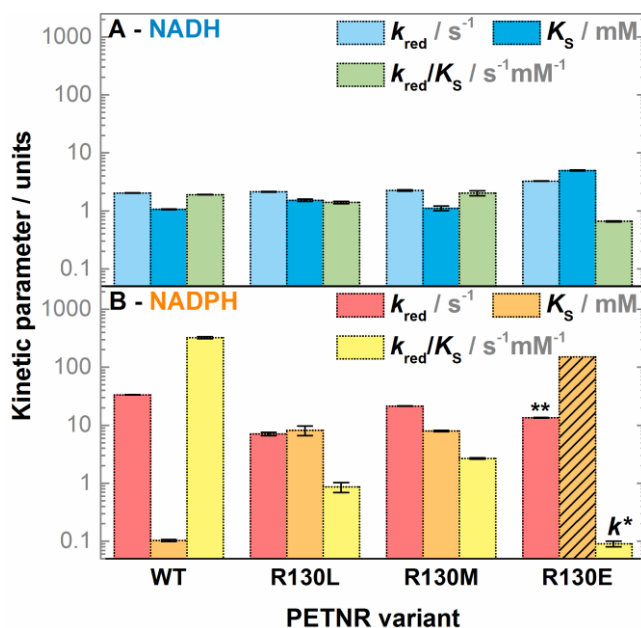 Kinetic parameter / units
A - NADH
k_red / s⁻¹
K_S / mM
k_red/K_S / s⁻¹mM⁻¹
1000
100
10
1
0.1
B - NADPH
k_red / s⁻¹
K_S / mM
k_red/K_S / s⁻¹mM⁻¹
1000
100
10
1
0.1
**
k*
WT R130L R130M R130E
PETNR variant